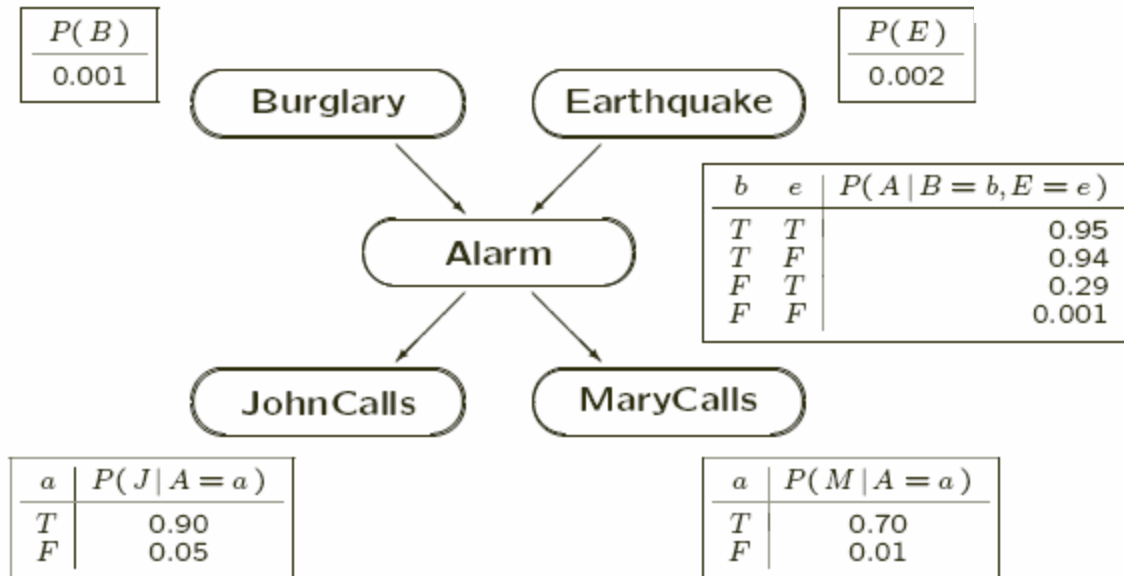 P(B)
0.001
P(E)
0.002
Burglary
Earthquake
b e P(A | B = b, E = e)
T T 0.95
T F 0.94
F T 0.29
F F 0.001
Alarm
JohnCalls
MaryCalls
a P(J | A = a)
T 0.90
F 0.05
a P(M | A = a)
T 0.70
F 0.01